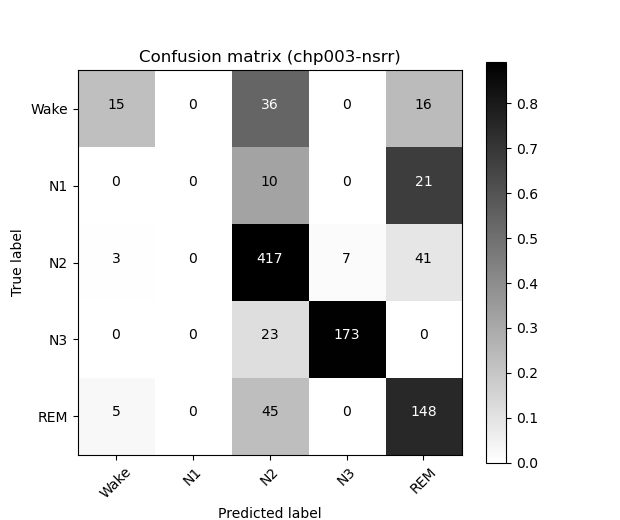 Confusion matrix (chp003-nsrr)
Wake 15 0 36 0 16
N1 0 0 10 0 21
N2 3 0 417 7 41
N3 0 0 23 173 0
REM 5 0 45 0 148
Wake N1 N2 N3 REM
True label
Predicted label
0.8
0.7
0.6
0.5
0.4
0.3
0.2
0.1
0.0